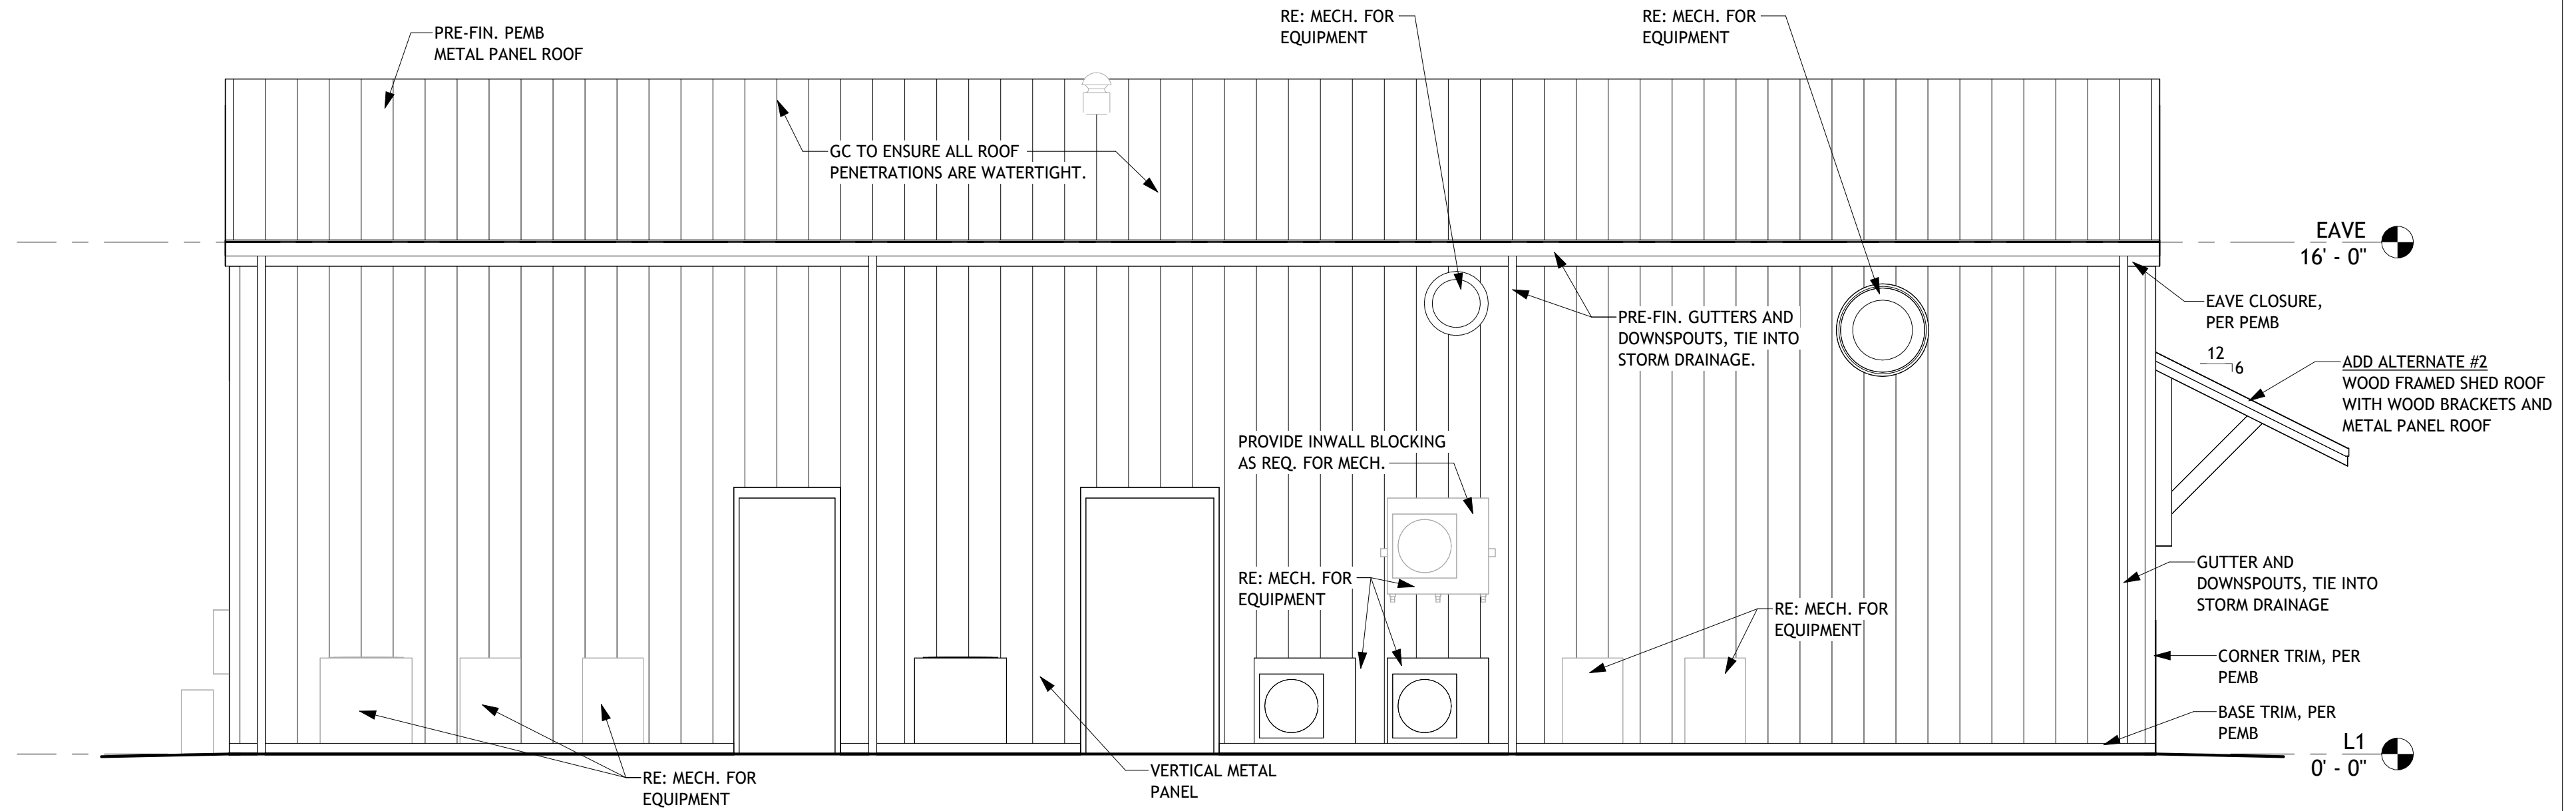 PRE-FIN. PEMB
METAL PANEL ROOF
RE: MECH. FOR
EQUIPMENT
RE: MECH. FOR
EQUIPMENT
GC TO ENSURE ALL ROOF
PENETRATIONS ARE WATERTIGHT.
EAVE
16' - 0"
EAVE CLOSURE,
PER PEMB
PRE-FIN. GUTTERS AND
DOWNSPOUTS, TIE INTO
STORM DRAINAGE.
12
6
ADD ALTERNATE #2
WOOD FRAMED SHED ROOF
WITH WOOD BRACKETS AND
METAL PANEL ROOF
PROVIDE INWALL BLOCKING
AS REQ. FOR MECH.
RE: MECH. FOR
EQUIPMENT
GUTTER AND
DOWNSPOUTS, TIE INTO
STORM DRAINAGE
RE: MECH. FOR
EQUIPMENT
CORNER TRIM, PER
PEMB
BASE TRIM, PER
PEMB
L1
0' - 0"
RE: MECH. FOR
EQUIPMENT
VERTICAL METAL
PANEL